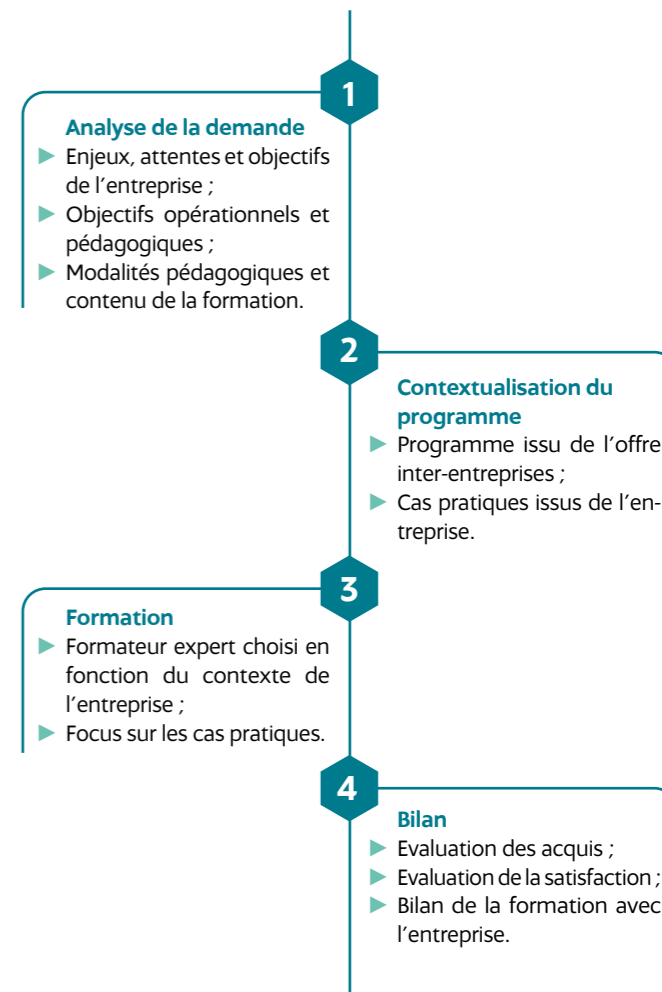 1
Analyse de la demande
▶ Enjeux, attentes et objectifs
de l’entreprise ;
▶ Objectifs opérationnels et
pédagogiques ;
▶ Modalités pédagogiques et
contenu de la formation.
2
Contextualisation du
programme
▶ Programme issu de l’offre
inter-entreprises ;
▶ Cas pratiques issus de l’en-
treprise.
3
Formation
▶ Formateur expert choisi en
fonction du contexte de
l’entreprise ;
▶ Focus sur les cas pratiques.
4
Bilan
▶ Evaluation des acquis ;
▶ Evaluation de la satisfaction ;
▶ Bilan de la formation avec
l’entreprise.